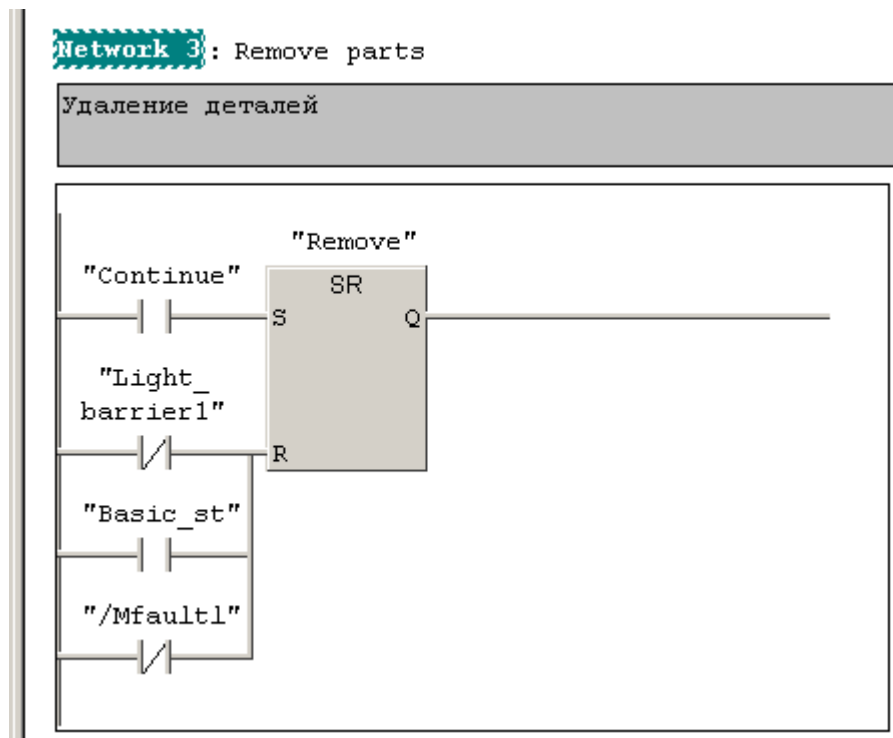 Network 3: Remove parts
Удаление деталей
"Remove"
"Continue"
SR
S
Q
"Light_
barrier1"
R
"Basic_st"
"/Mfault1"